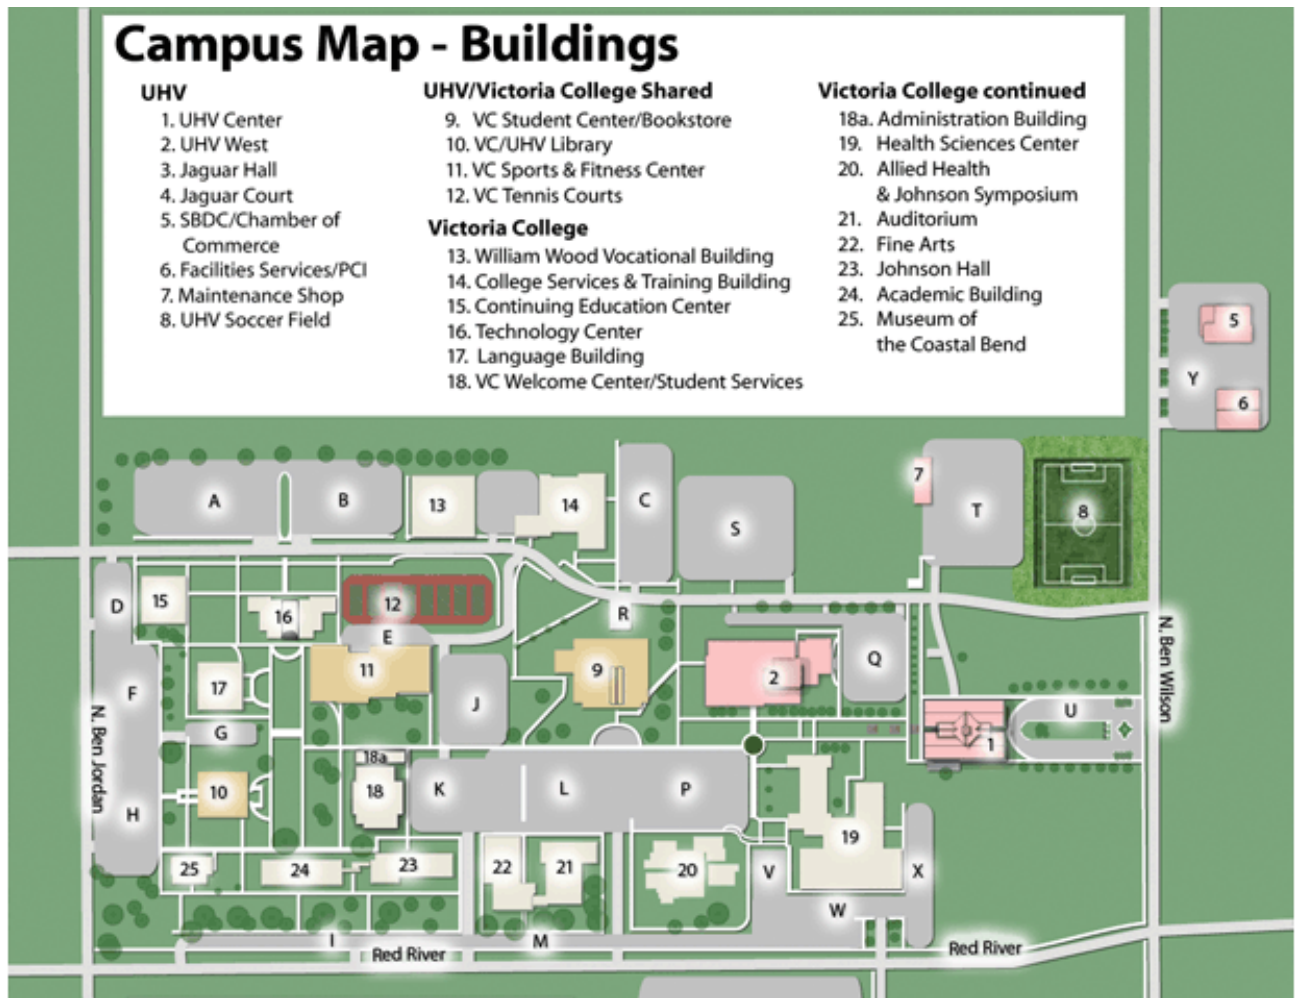 Campus Map - Buildings
UHV
1. UHV Center
2. UHV West
3. Jaguar Hall
4. Jaguar Court
5. SBDC/Chamber of
Commerce
6. Facilities Services/PCI
7. Maintenance Shop
8. UHV Soccer Field
UHV/Victoria College Shared
9. VC Student Center/Bookstore
10. VC/UHV Library
11. VC Sports & Fitness Center
12. VC Tennis Courts
Victoria College
13. William Wood Vocational Building
14. College Services & Training Building
15. Continuing Education Center
16. Technology Center
17. Language Building
18. VC Welcome Center/Student Services
Victoria College continued
18a. Administration Building
19. Health Sciences Center
20. Allied Health
& Johnson Symposium
21. Auditorium
22. Fine Arts
23. Johnson Hall
24. Academic Building
25. Museum of
the Coastal Bend
5
Y
6
A
B
13
14
C
S
7
T
8
D
15
16
12
E
R
N. Ben Wilson
F
17
11
J
9
2
Q
G
U
1
N. Ben Jordan
H
10
18a
18
K
L
P
19
25
24
23
22
21
20
V
X
W
I
M
Red River
Red River